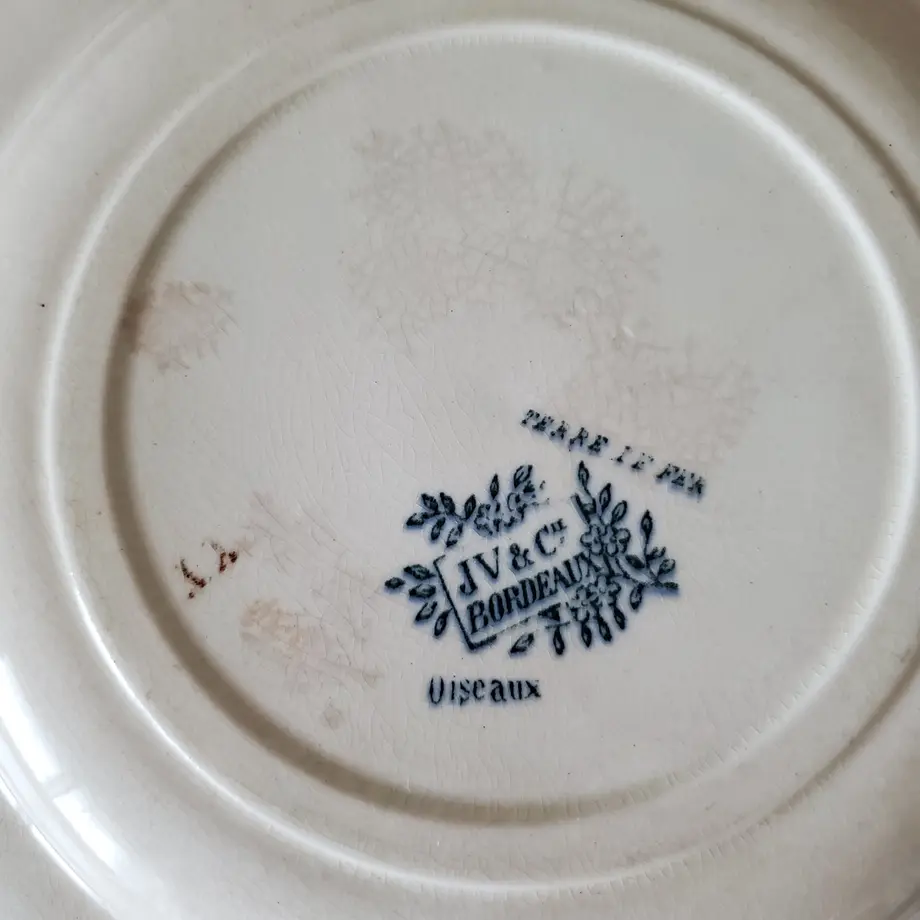 TERRE DE FER
JV & Cie
BORDEAUX
Oiseaux